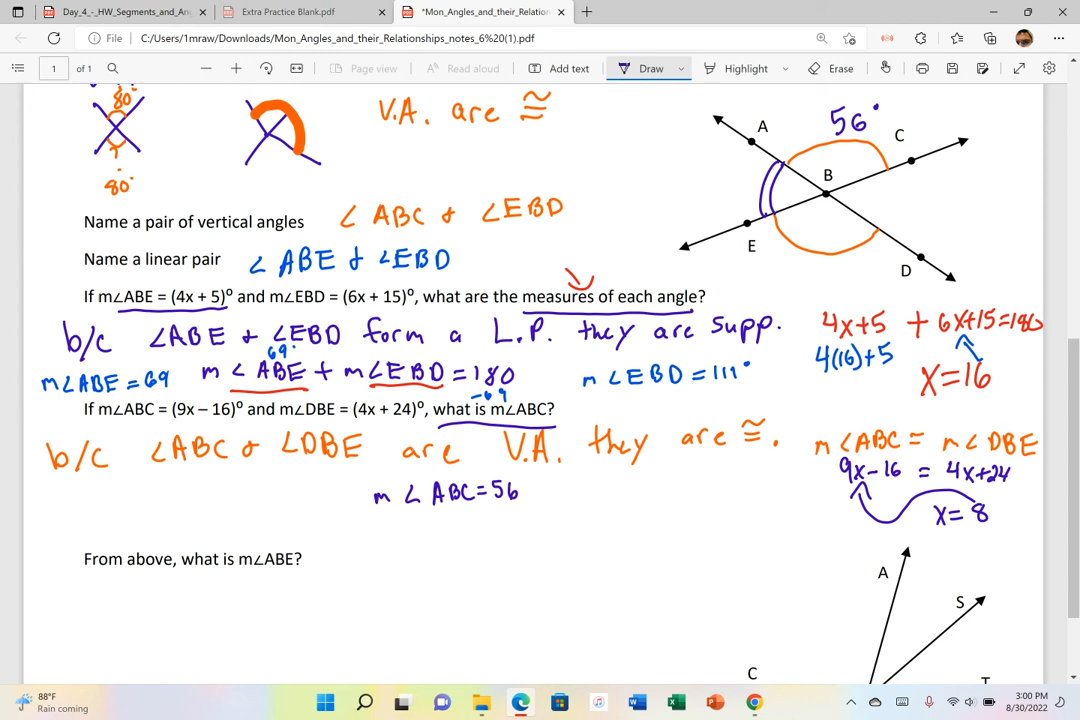 Day_4_-_HW_Segments_and_An
Extra Practice Blank.pdf
*Mon_Angles_and_their_Relation
File C:/Users/1mraw/Downloads/Mon_Angles_and_their_Relationships_notes_6%20(1).pdf
1 of 1
Page view
Read aloud
Add text
Draw
Highlight
Erase
80°
80°
V.A. are ≅
56°
A
C
B
E
D
Name a pair of vertical angles ∠ABC & ∠EBD
Name a linear pair ∠ABE & ∠EBD
If m∠ABE = (4x + 5)⁰ and m∠EBD = (6x + 15)⁰, what are the measures of each angle?
b/c ∠ABE & ∠EBD form a L.P. they are supp.
4x+5 + 6x+15=180
69°
4(16)+5
m∠ABE=69
m∠ABE + m∠EBD=180
m∠EBD=111°
x=16
-69
If m∠ABC = (9x – 16)⁰ and m∠DBE = (4x + 24)⁰, what is m∠ABC?
b/c ∠ABC & ∠DBE are V.A. they are ≅.
m∠ABC = m∠DBE
9x-16 = 4x+24
m∠ABC=56
x=8
From above, what is m∠ABE?
A
S
C
T
88°F
Rain coming
3:00 PM
8/30/2022